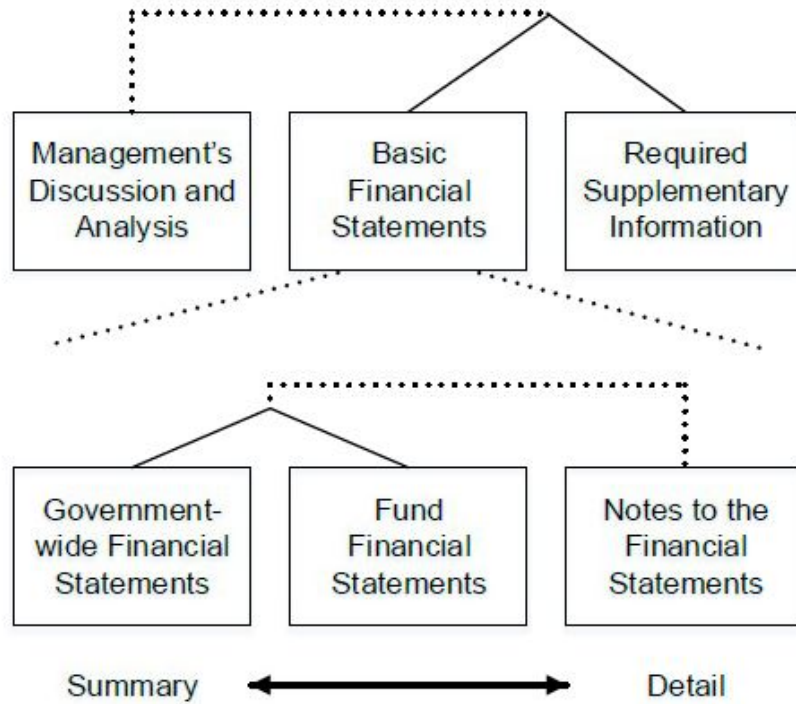 Management's
Discussion and
Analysis
Basic
Financial
Statements
Required
Supplementary
Information
Government-
wide Financial
Statements
Fund
Financial
Statements
Notes to the
Financial
Statements
Summary
Detail